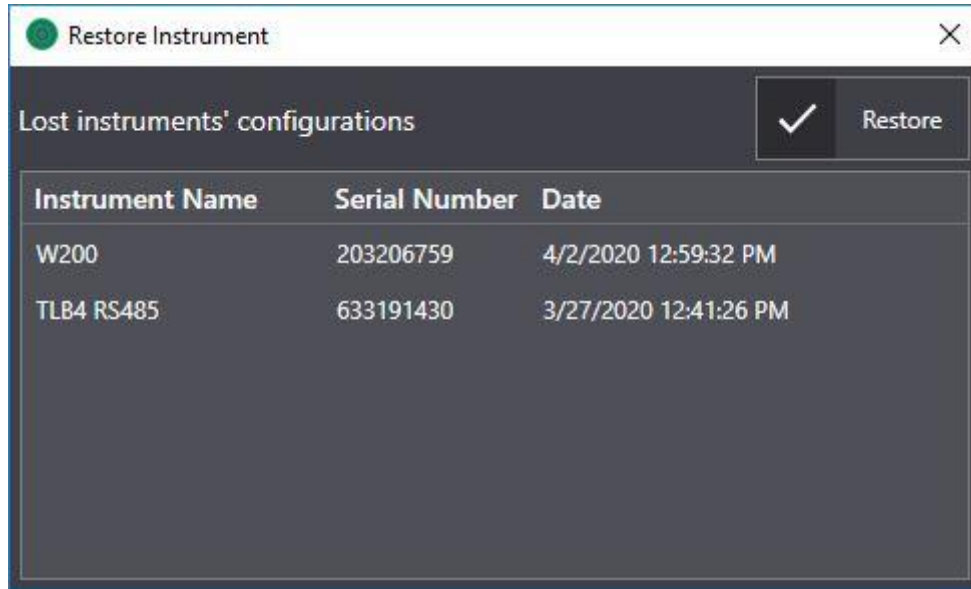 Restore Instrument
Lost instruments' configurations
Restore
Instrument Name Serial Number Date
W200 203206759 4/2/2020 12:59:32 PM
TLB4 RS485 633191430 3/27/2020 12:41:26 PM